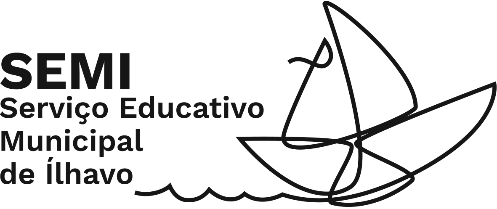 SEMI
Serviço Educativo
Municipal
de Ílhavo